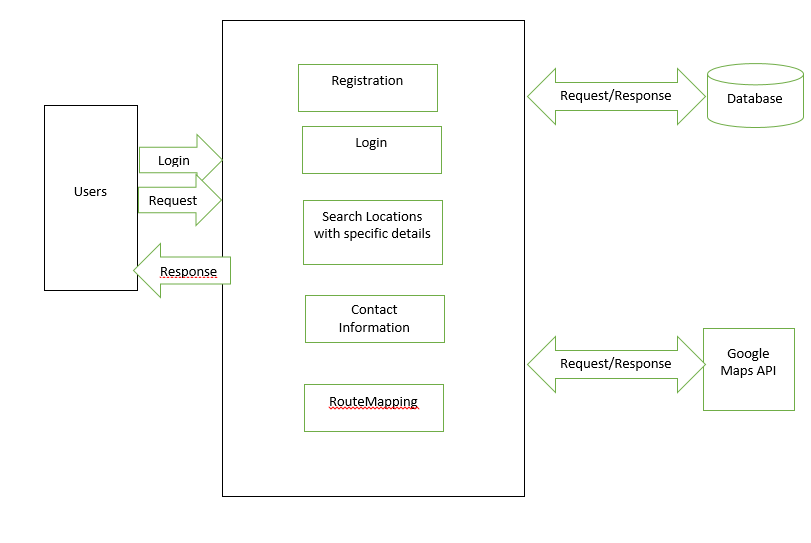 Users
Login
Request
Response
Registration
Login
Search Locations
with specific details
Contact
Information
RouteMapping
Request/Response
Database
Request/Response
Google
Maps API